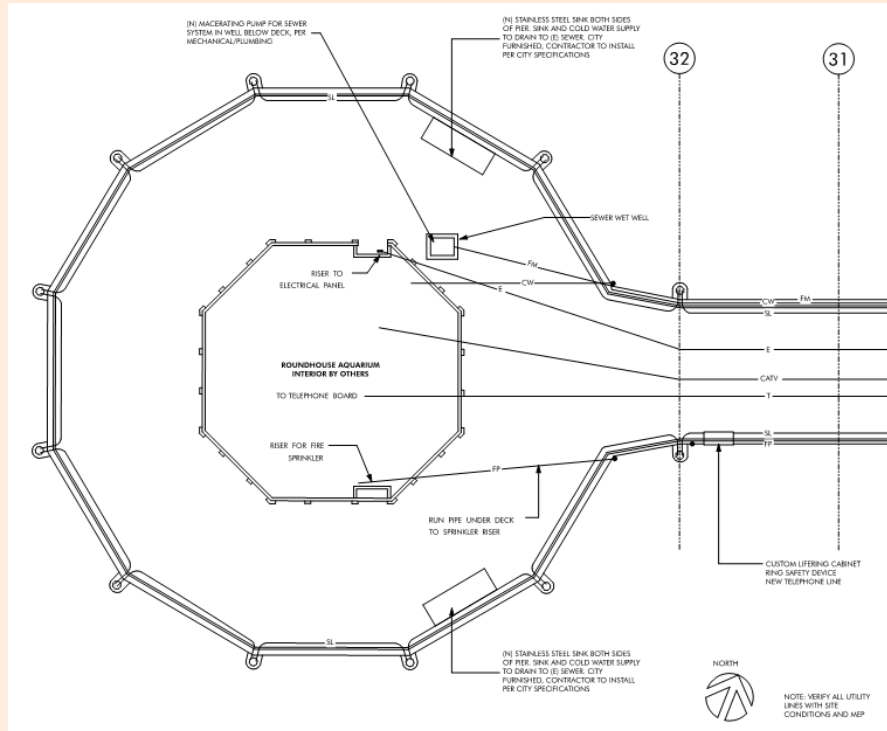 (N) MACERATING PUMP FOR SEWER
SYSTEM IN WELL BELOW DECK, PER
MECHANICAL/PLUMBING
(N) STAINLESS STEEL SINK BOTH SIDES
OF PIER. SINK AND COLD WATER SUPPLY
TO DRAIN TO (E) SEWER. CITY
FURNISHED, CONTRACTOR TO INSTALL
PER CITY SPECIFICATIONS
32
31
SL
SEWER WET WELL
FM
RISER TO
ELECTRICAL PANEL
CW
E
CW
FM
SL
E
ROUNDHOUSE AQUARIUM
INTERIOR BY OTHERS
CATV
TO TELEPHONE BOARD
T
RISER FOR FIRE
SPRINKLER
SL
FP
FP
RUN PIPE UNDER DECK
TO SPRINKLER RISER
CUSTOM LIFERING CABINET
RING SAFETY DEVICE
NEW TELEPHONE LINE
SL
(N) STAINLESS STEEL SINK BOTH SIDES
OF PIER. SINK AND COLD WATER SUPPLY
TO DRAIN TO (E) SEWER. CITY
FURNISHED, CONTRACTOR TO INSTALL
PER CITY SPECIFICATIONS
NORTH
NOTE: VERIFY ALL UTILITY
LINES WITH SITE
CONDITIONS AND MEP